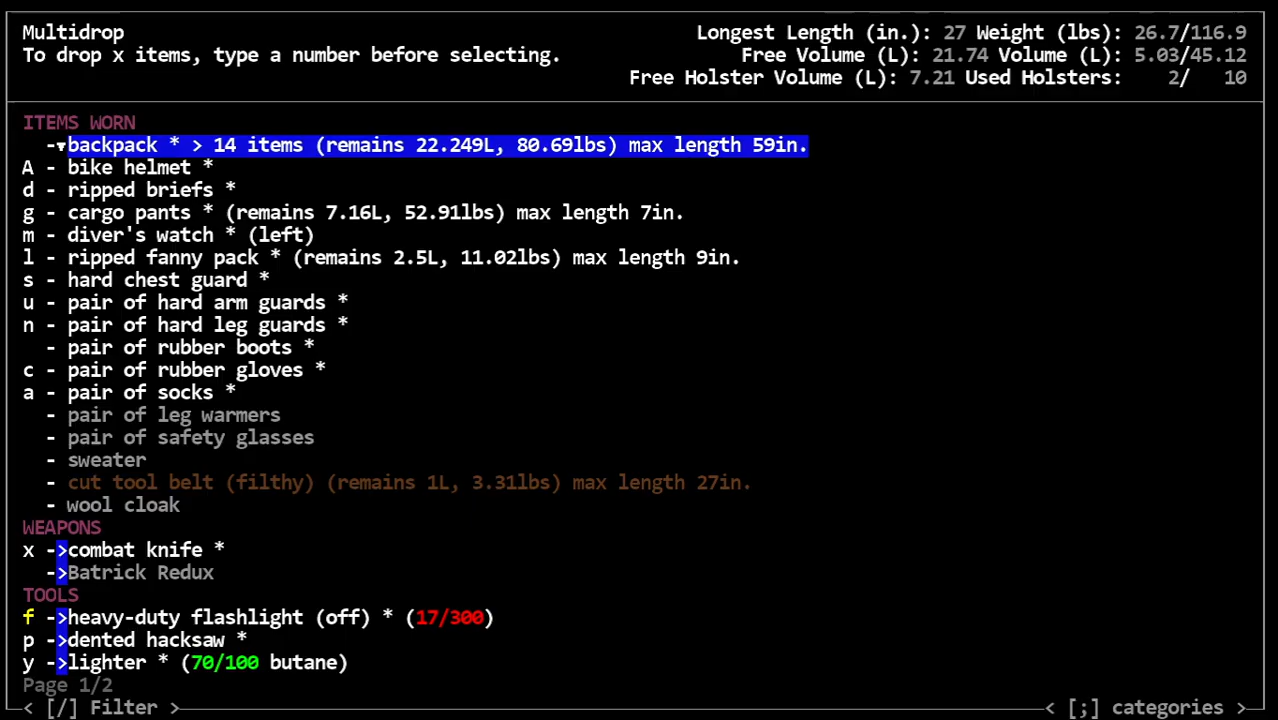 Multidrop
Longest Length (in.): 27 Weight (lbs): 26.7/116.9
To drop x items, type a number before selecting.
Free Volume (L): 21.74 Volume (L): 5.03/45.12
Free Holster Volume (L): 7.21 Used Holsters: 2/ 10
ITEMS WORN
-▾backpack * > 14 items (remains 22.249L, 80.69lbs) max length 59in.
A - bike helmet *
d - ripped briefs *
g - cargo pants * (remains 7.16L, 52.91lbs) max length 7in.
m - diver's watch * (left)
l - ripped fanny pack * (remains 2.5L, 11.02lbs) max length 9in.
s - hard chest guard *
u - pair of hard arm guards *
n - pair of hard leg guards *
- pair of rubber boots *
c - pair of rubber gloves *
a - pair of socks *
- pair of leg warmers
- pair of safety glasses
- sweater
- cut tool belt (filthy) (remains 1L, 3.31lbs) max length 27in.
- wool cloak
WEAPONS
x ->combat knife *
->Batrick Redux
TOOLS
f ->heavy-duty flashlight (off) * (17/300)
p ->dented hacksaw *
y ->lighter * (70/100 butane)
Page 1/2
< [/] Filter >
< [;] categories >